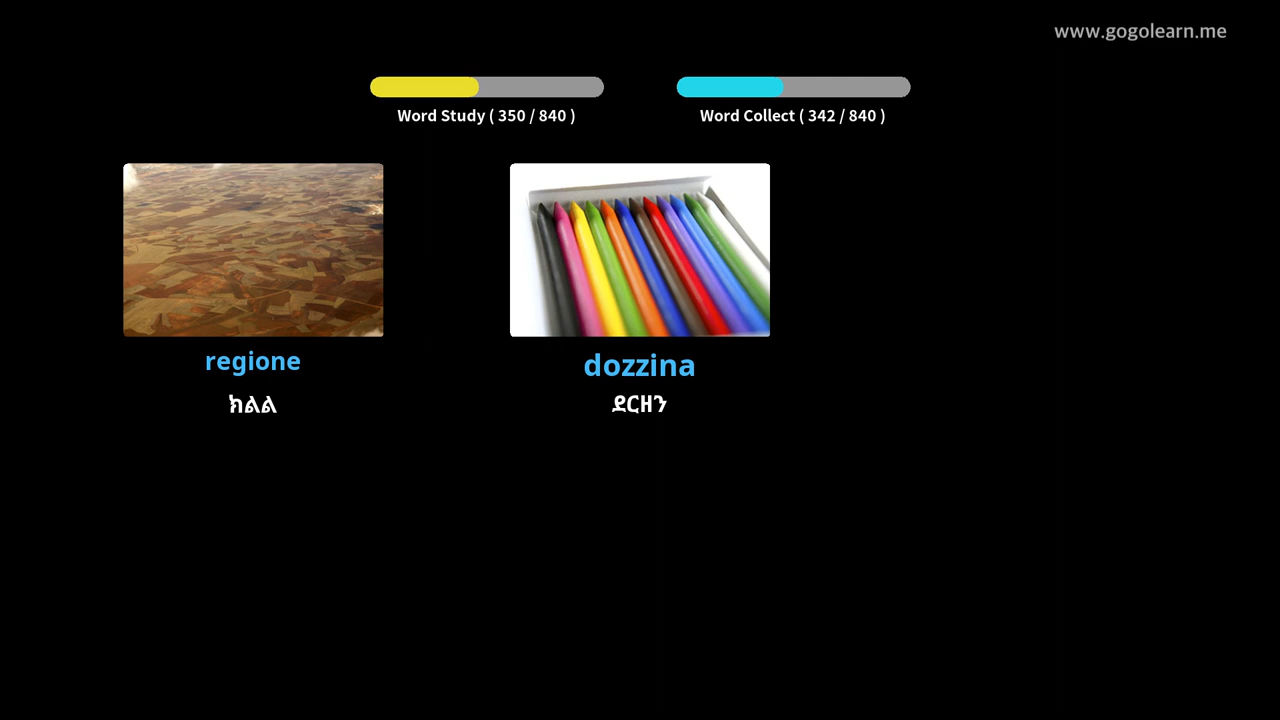 www.gogolearn.me
Word Study ( 350 / 840 )
Word Collect ( 342 / 840 )
regione
ክልል
dozzina
ደርዘን